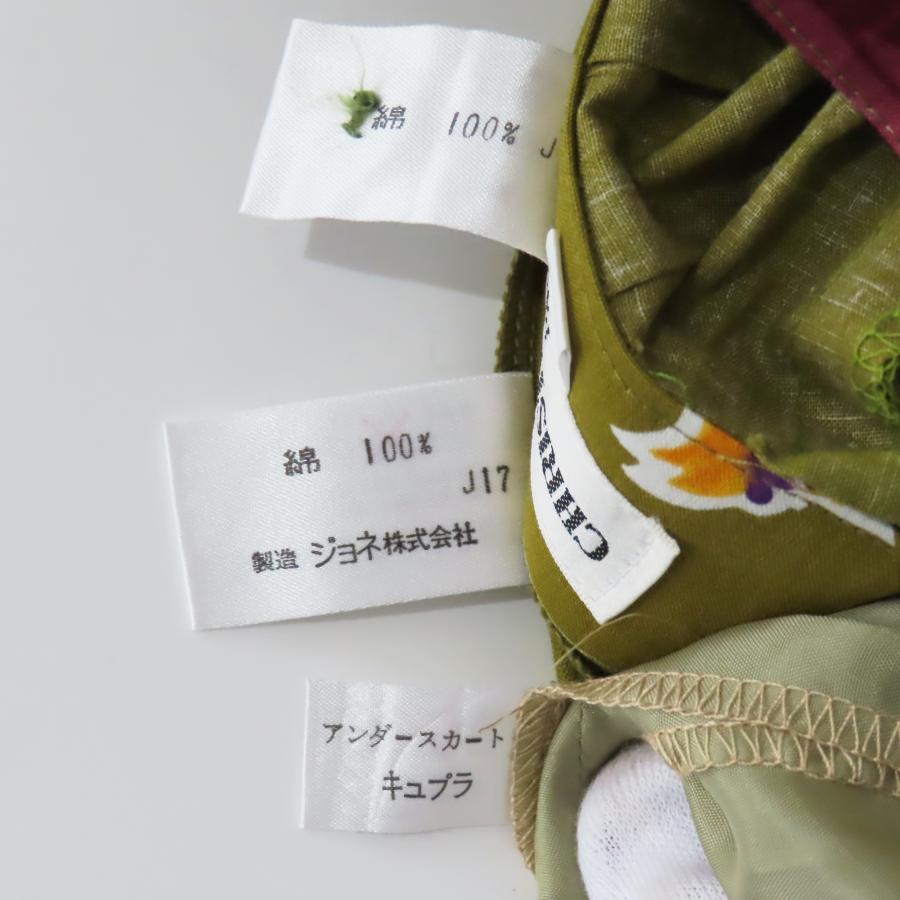 綿 100% J
綿 100%
J17
製造 ジョネ株式会社
CHRIS
アンダースカート
キュプラ